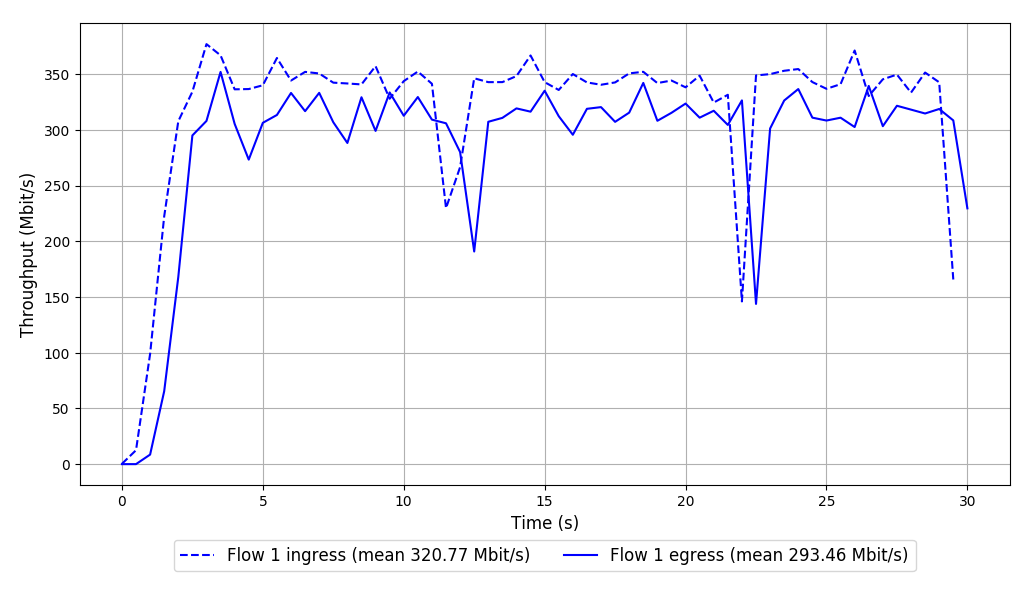 Throughput (Mbit/s)
350
300
250
200
150
100
50
0
0 5 10 15 20 25 30
Time (s)
Flow 1 ingress (mean 320.77 Mbit/s) Flow 1 egress (mean 293.46 Mbit/s)